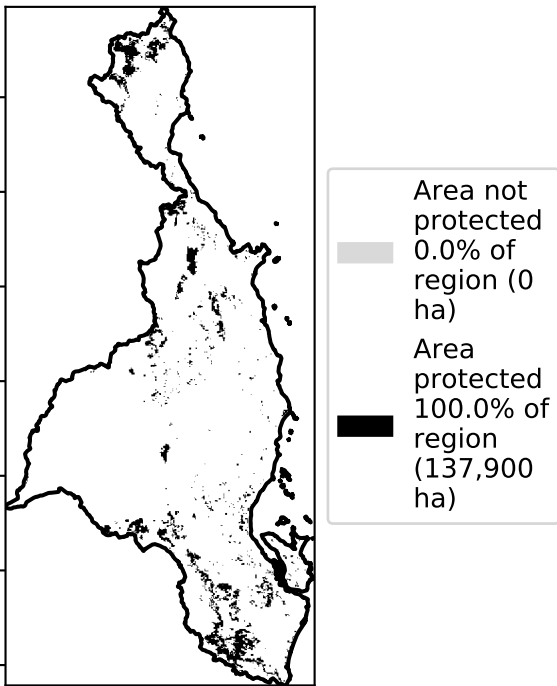 Area not
protected
0.0% of
region (0
ha)
Area
protected
100.0% of
region
(137,900
ha)